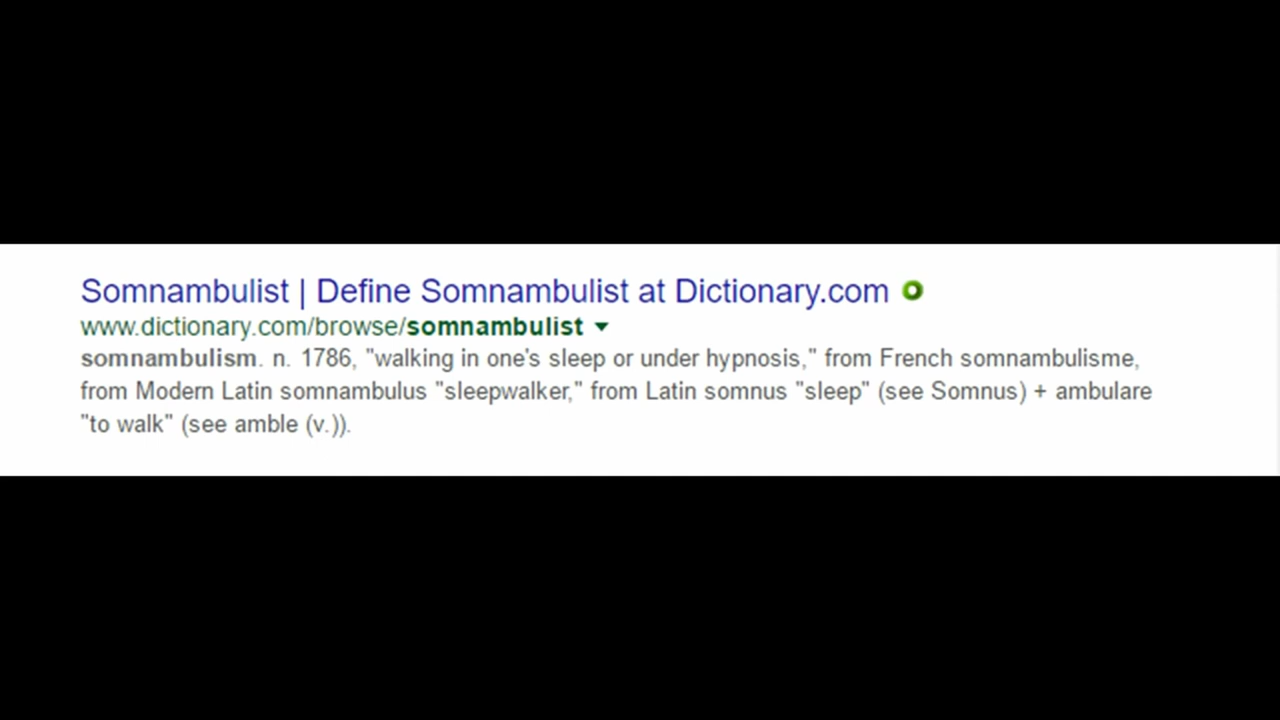 Somnambulist | Define Somnambulist at Dictionary.com
www.dictionary.com/browse/somnambulist
somnambulism. n. 1786, "walking in one's sleep or under hypnosis," from French somnambulisme,
from Modern Latin somnambulus "sleepwalker," from Latin somnus "sleep" (see Somnus) + ambulare
"to walk" (see amble (v.)).